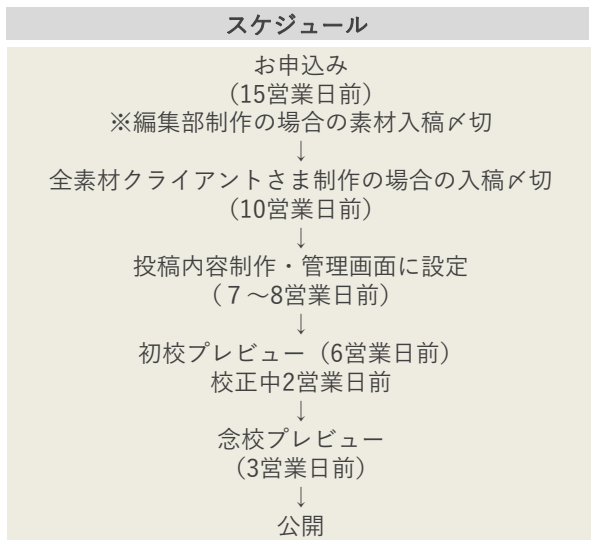 スケジュール
お申込み
（15営業日前）
※編集部制作の場合の素材入稿〆切
↓
全素材クライアントさま制作の場合の入稿〆切
（10営業日前）
↓
投稿内容制作・管理画面に設定
（７～8営業日前）
↓
初校プレビュー（6営業日前）
校正中2営業日前
↓
念校プレビュー
（3営業日前）
↓
公開